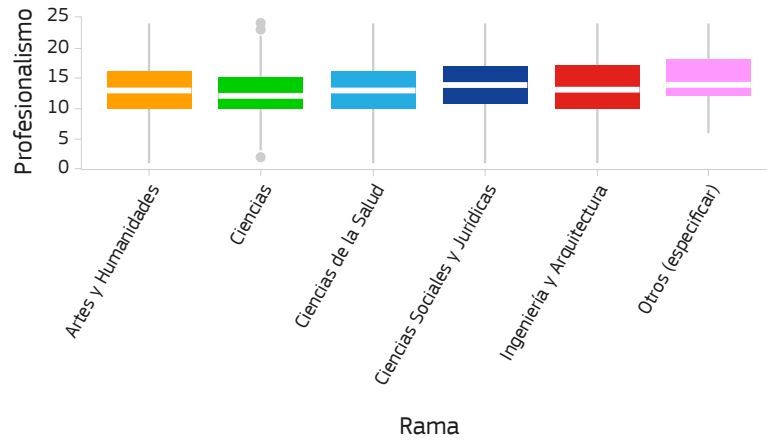 Profesionalismo
25
20
15
10
5
0
Artes y Humanidades
Ciencias
Ciencias de la Salud
Ciencias Sociales y Jurídicas
Ingeniería y Arquitectura
Otros (especificar)
Rama